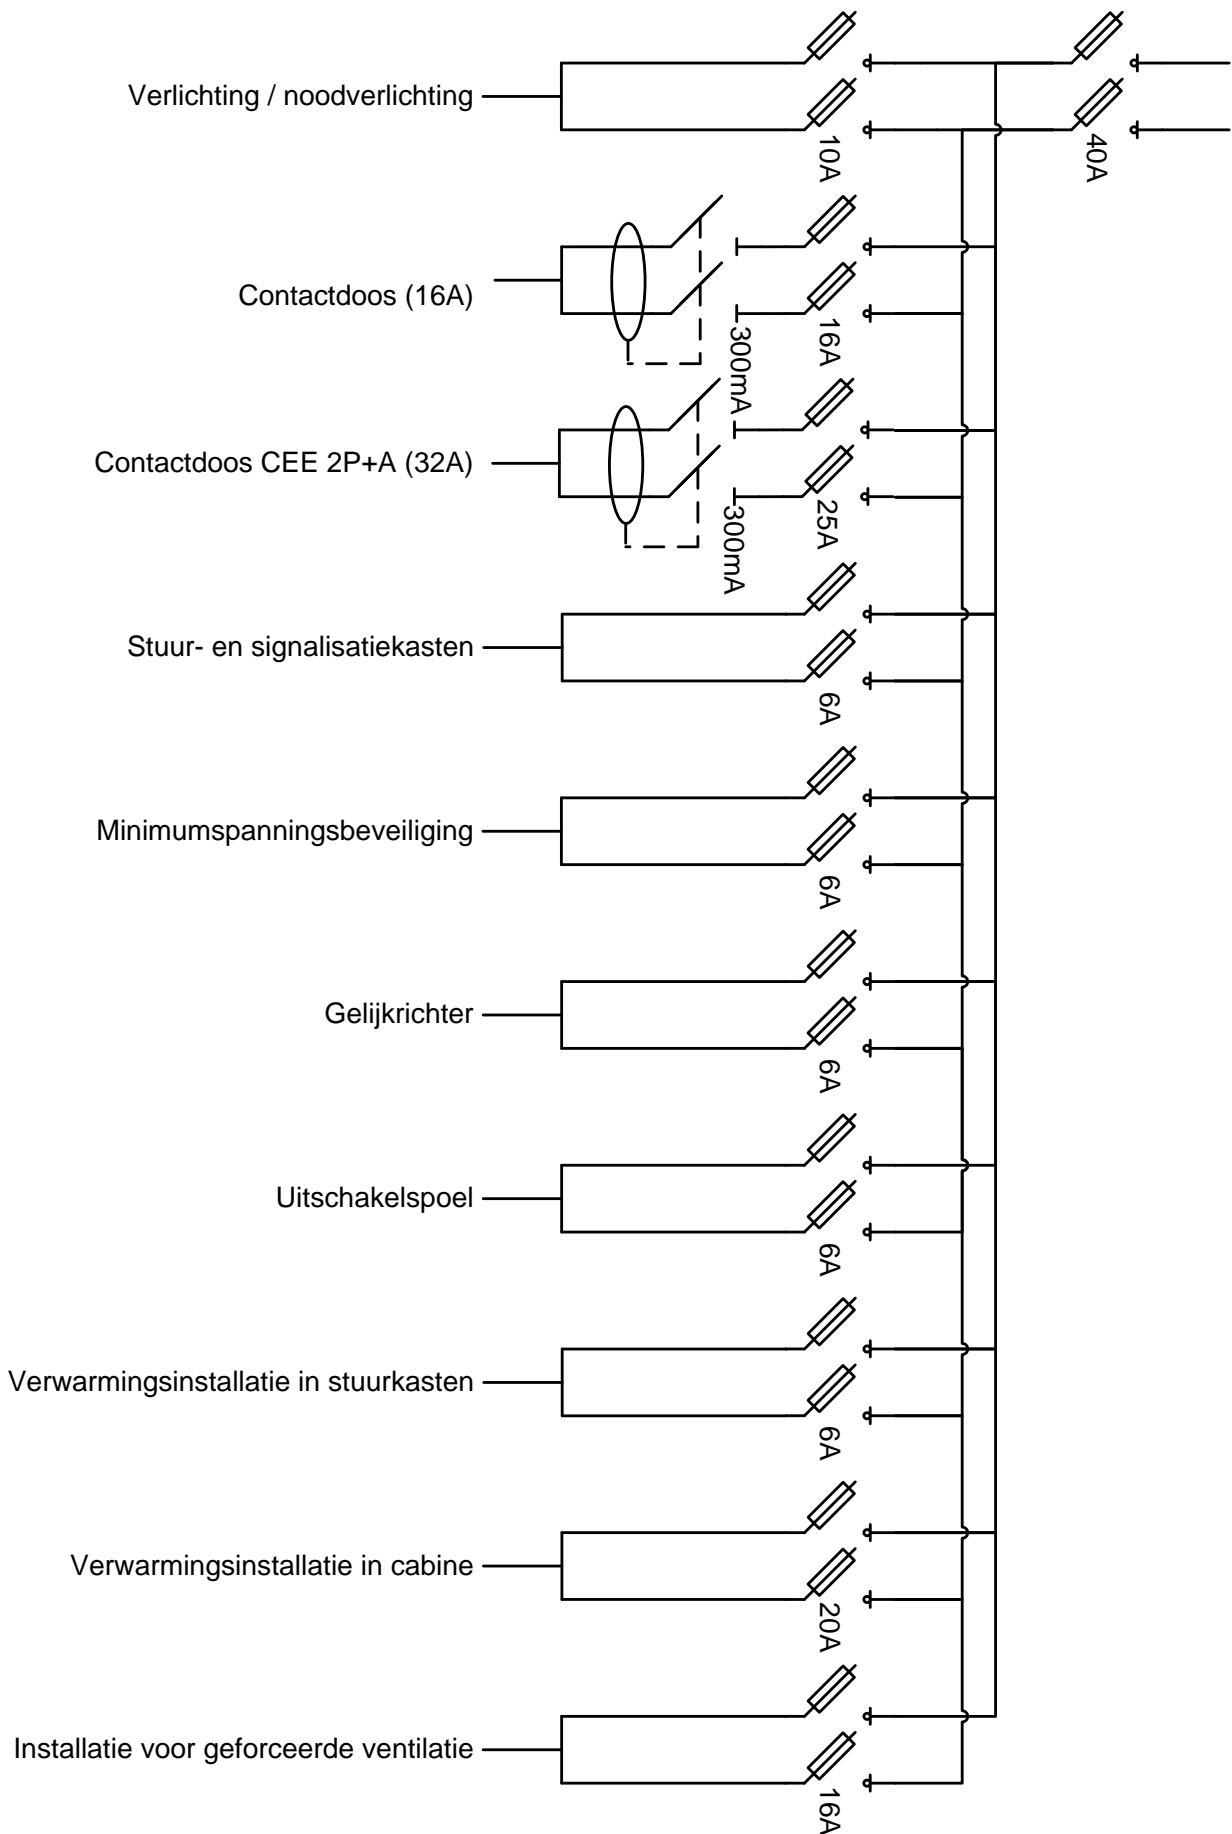 Verlichting / noodverlichting
10A
40A
Contactdoos (16A)
300mA
16A
Contactdoos CEE 2P+A (32A)
300mA
25A
Stuur- en signalisatiekasten
6A
Minimumspanningsbeveiliging
6A
Gelijkrichter
6A
Uitschakelspoel
6A
Verwarmingsinstallatie in stuurkasten
6A
Verwarmingsinstallatie in cabine
20A
Installatie voor geforceerde ventilatie
16A